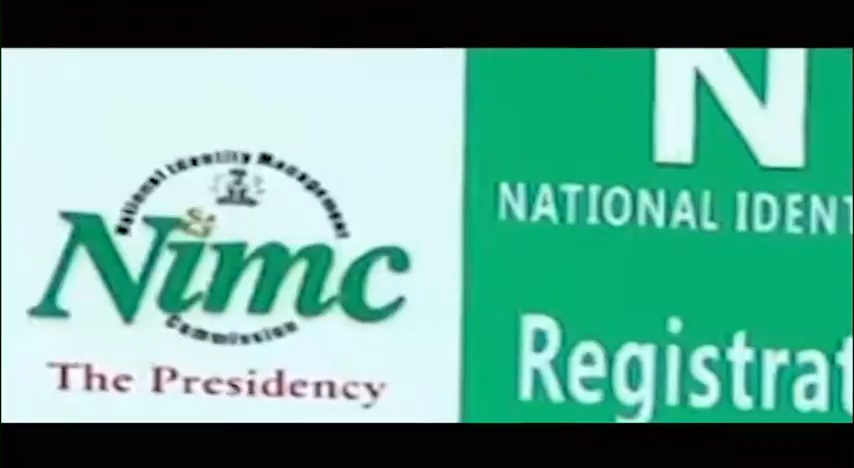 National Identity Management
Nimc
Commission
The Presidency
N
NATIONAL IDENT
Registrat